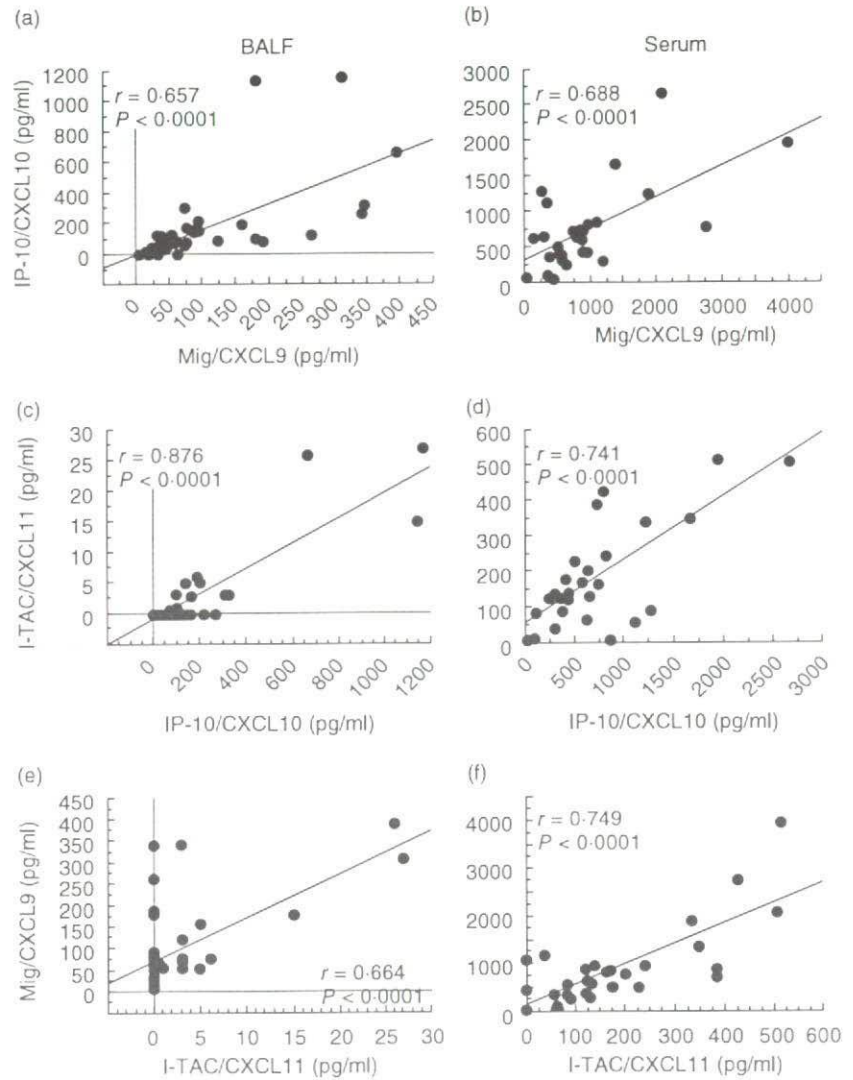 (a)
BALF
r = 0·657
P < 0·0001
IP-10/CXCL10 (pg/ml)
1200
1000
800
600
400
200
0
0 50 100 150 200 250 300 350 400 450
Mig/CXCL9 (pg/ml)
(b)
Serum
r = 0·688
P < 0·0001
3000
2500
2000
1500
1000
500
0
0 1000 2000 3000 4000
Mig/CXCL9 (pg/ml)
(c)
r = 0·876
P < 0·0001
I-TAC/CXCL11 (pg/ml)
30
25
20
15
10
5
0
0 200 400 600 800 1000 1200
IP-10/CXCL10 (pg/ml)
(d)
r = 0·741
P < 0·0001
600
500
400
300
200
100
0
0 500 1000 1500 2000 2500 3000
IP-10/CXCL10 (pg/ml)
(e)
Mig/CXCL9 (pg/ml)
450
400
350
300
250
200
150
100
50
0
r = 0·664
P < 0·0001
0 5 10 15 20 25 30
I-TAC/CXCL11 (pg/ml)
(f)
r = 0·749
P < 0·0001
4000
3000
2000
1000
0
0 100 200 300 400 500 600
I-TAC/CXCL11 (pg/ml)